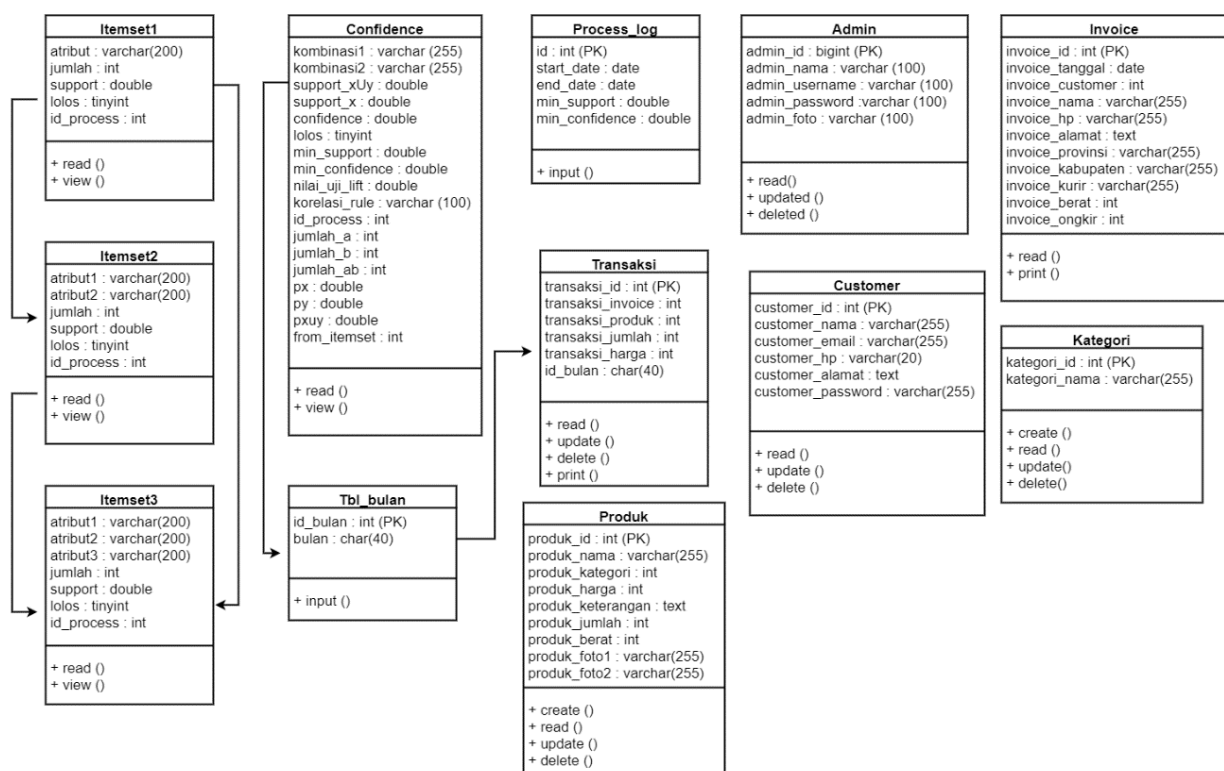 Itemset1
atribut : varchar(200)
jumlah : int
support : double
lolos : tinyint
id_process : int
+ read ()
+ view ()
Itemset2
atribut1 : varchar(200)
atribut2 : varchar(200)
jumlah : int
support : double
lolos : tinyint
id_process : int
+ read ()
+ view ()
Itemset3
atribut1 : varchar(200)
atribut2 : varchar(200)
atribut3 : varchar(200)
jumlah : int
support : double
lolos : tinyint
id_process : int
+ read ()
+ view ()
Confidence
kombinasi1 : varchar (255)
kombinasi2 : varchar (255)
support_xUy : double
support_x : double
confidence : double
lolos : tinyint
min_support : double
min_confidence : double
nilai_uji_lift : double
korelasi_rule : varchar (100)
id_process : int
jumlah_a : int
jumlah_b : int
jumlah_ab : int
px : double
py : double
pxuy : double
from_itemset : int
+ read ()
+ view ()
Tbl_bulan
id_bulan : int (PK)
bulan : char(40)
+ input ()
Process_log
id : int (PK)
start_date : date
end_date : date
min_support : double
min_confidence : double
+ input ()
Transaksi
transaksi_id : int (PK)
transaksi_invoice : int
transaksi_produk : int
transaksi_jumlah : int
transaksi_harga : int
id_bulan : char(40)
+ read ()
+ update ()
+ delete ()
+ print ()
Produk
produk_id : int (PK)
produk_nama : varchar(255)
produk_kategori : int
produk_harga : int
produk_keterangan : text
produk_jumlah : int
produk_berat : int
produk_foto1 : varchar(255)
produk_foto2 : varchar(255)
+ create ()
+ read ()
+ update ()
+ delete ()
Admin
admin_id : bigint (PK)
admin_nama : varchar (100)
admin_username : varchar (100)
admin_password :varchar (100)
admin_foto : varchar (100)
+ read()
+ updated ()
+ deleted ()
Customer
customer_id : int (PK)
customer_nama : varchar(255)
customer_email : varchar(255)
customer_hp : varchar(20)
customer_alamat : text
customer_password : varchar(255)
+ read ()
+ update ()
+ delete ()
Invoice
invoice_id : int (PK)
invoice_tanggal : date
invoice_customer : int
invoice_nama : varchar(255)
invoice_hp : varchar(255)
invoice_alamat : text
invoice_provinsi : varchar(255)
invoice_kabupaten : varchar(255)
invoice_kurir : varchar(255)
invoice_berat : int
invoice_ongkir : int
+ read ()
+ print ()
Kategori
kategori_id : int (PK)
kategori_nama : varchar(255)
+ create ()
+ read ()
+ update()
+ delete()